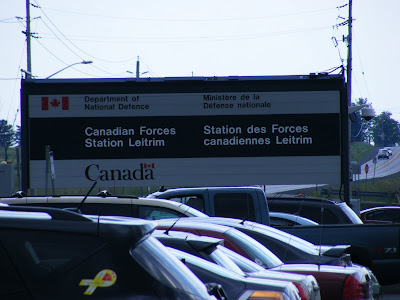 Department of
National Defence
Ministère de la
Défense nationale
Canadian Forces
Station Leitrim
Station des Forces
canadiennes Leitrim
Canada